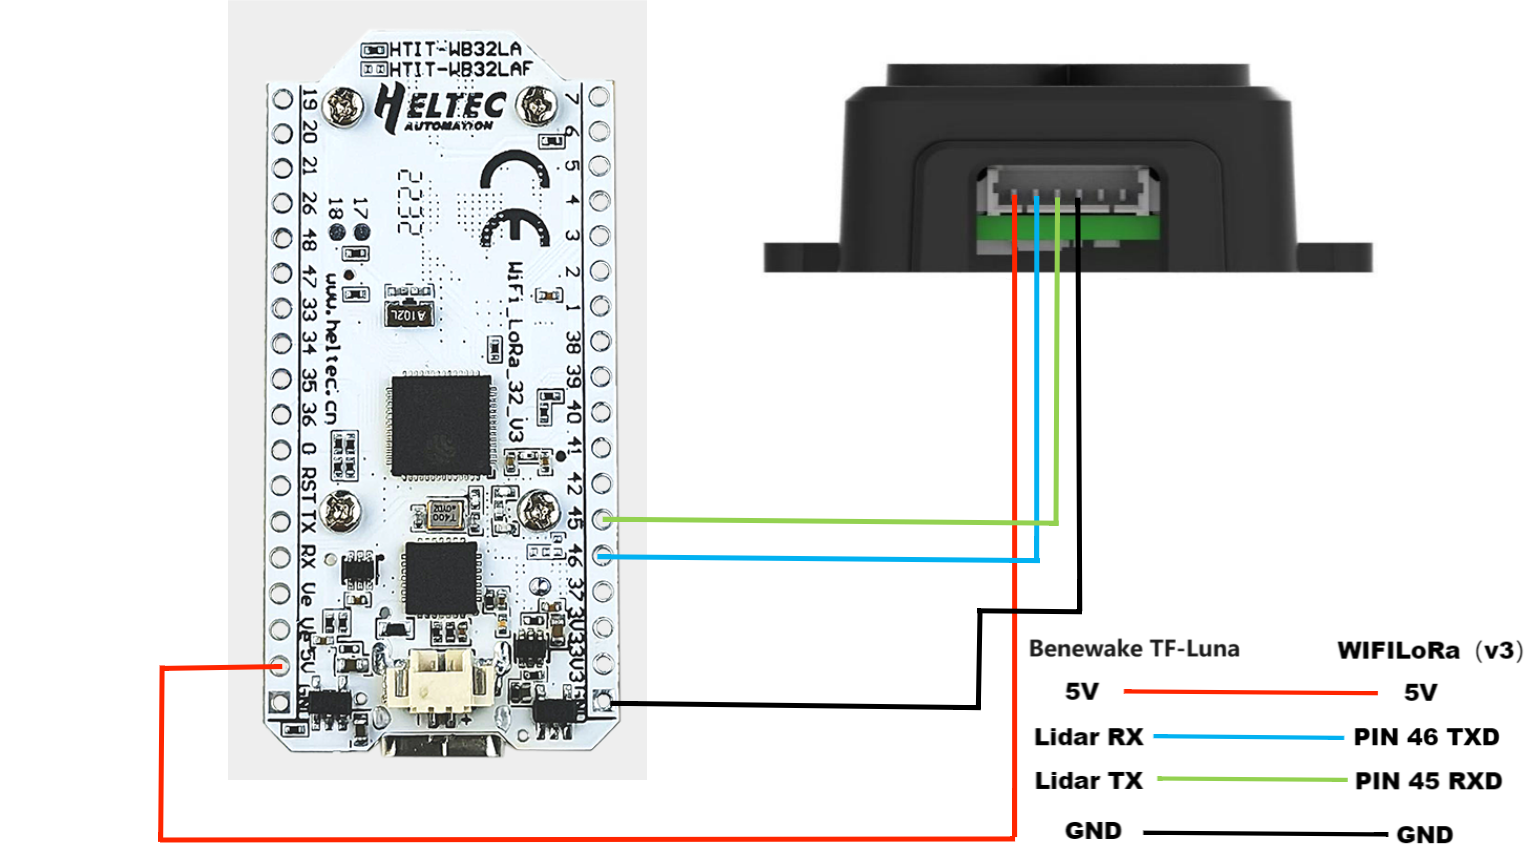 HTIT-WB32LA
HTIT-WB32LAF
HELTEC
AUTOMATION
CE
2232
19
20
21
26
48
47
33
34
35
36
0
RST
TX
RX
Ve
Ve
5V
GND
17
18
www.heltec.cn
A102L
WiFi_LoRa_32_V3
7
6
5
4
3
2
1
38
39
40
41
42
45
46
37
3V3
3V3
GND
T400
+
Benewake TF-Luna
WIFILoRa（v3）
5V
5V
Lidar RX
PIN 46 TXD
Lidar TX
PIN 45 RXD
GND
GND